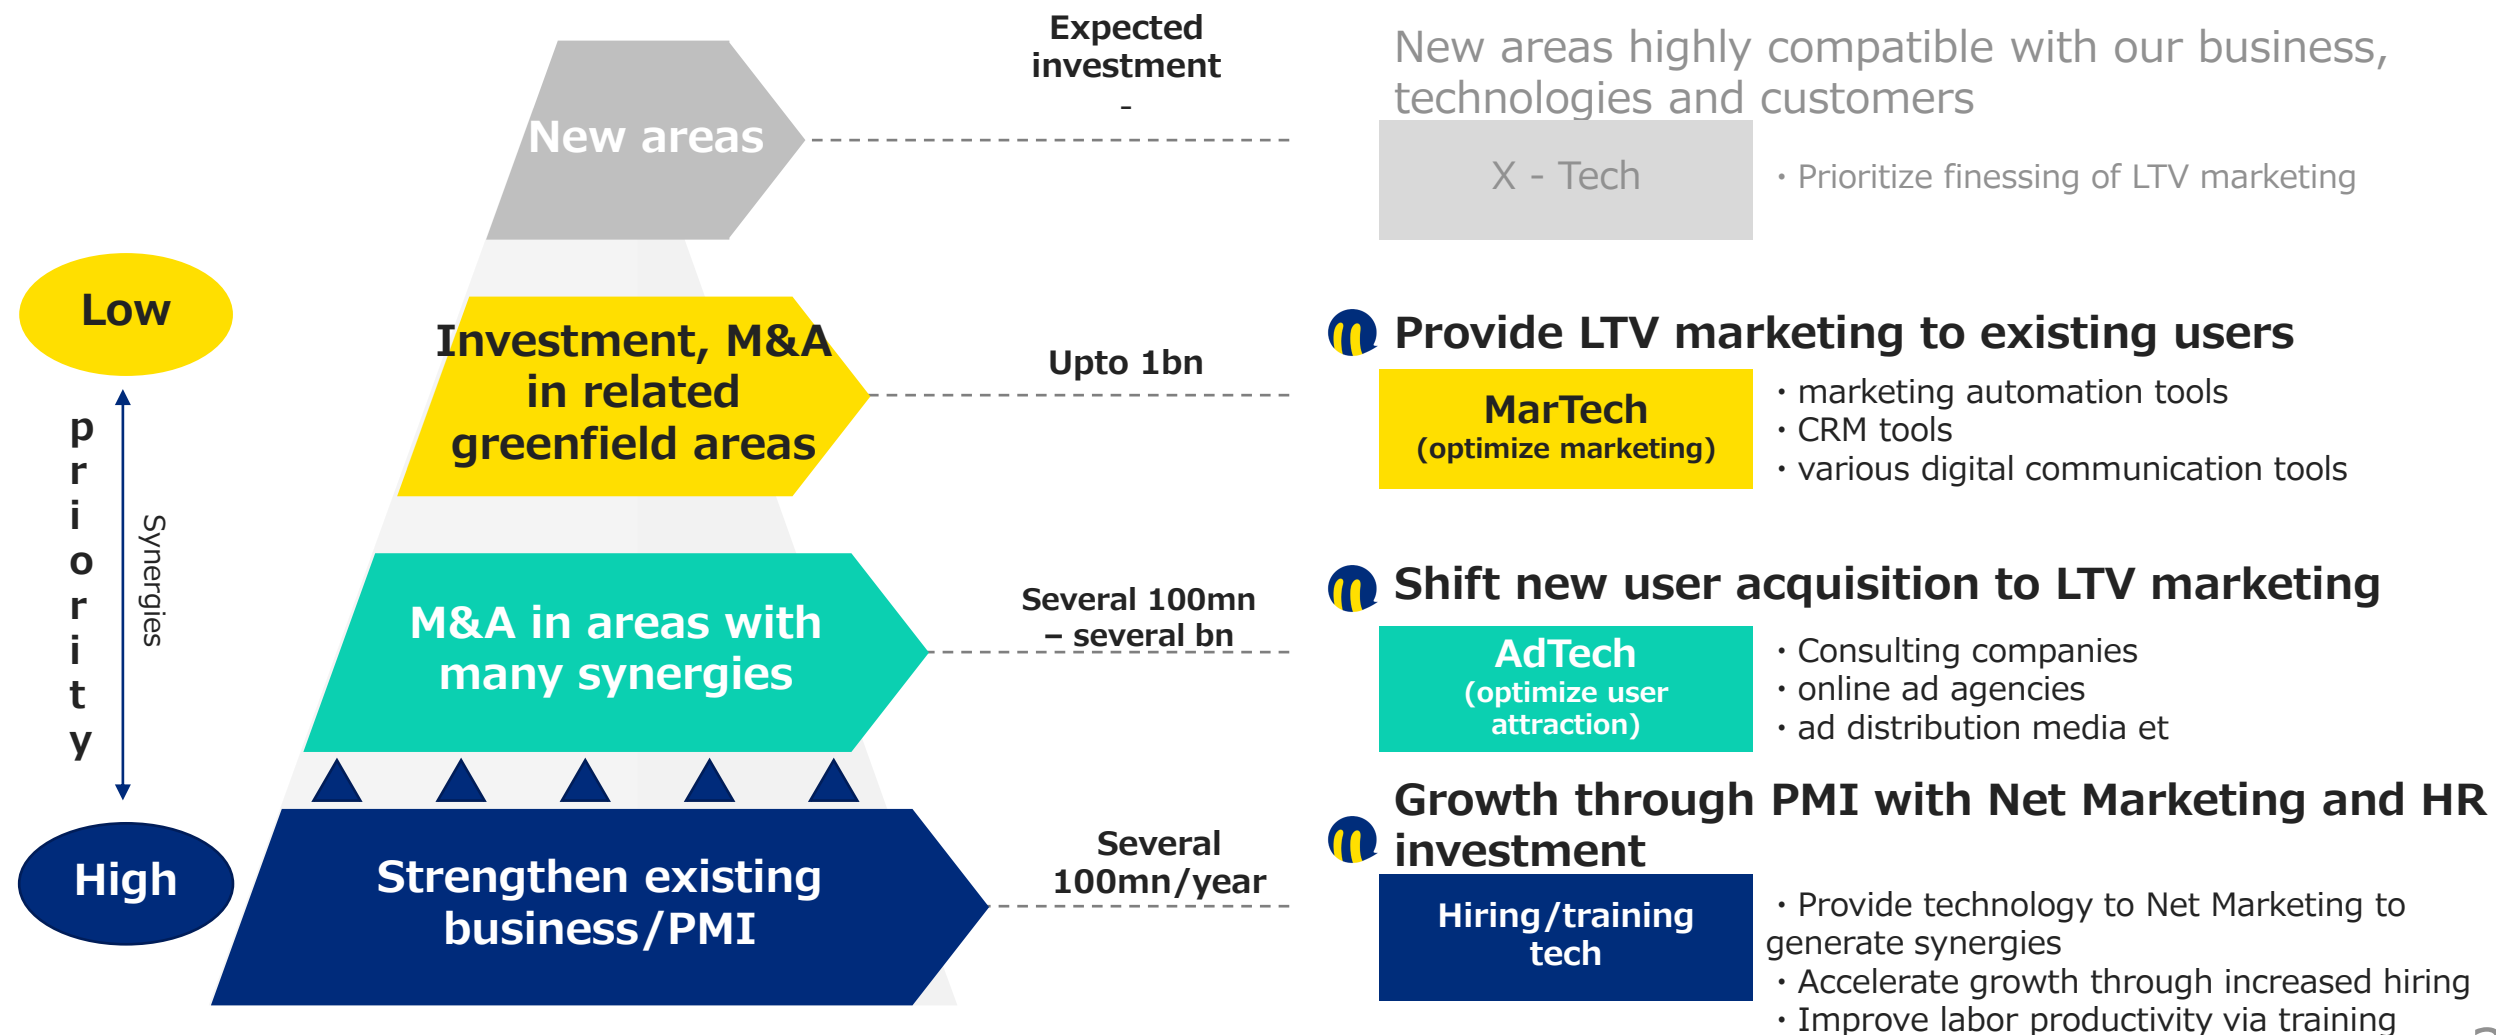 Expected
investment
-
New areas
New areas highly compatible with our business,
technologies and customers
X - Tech
・Prioritize finessing of LTV marketing
Low
priority
Synergies
High
Investment, M&A
in related
greenfield areas
Upto 1bn
Provide LTV marketing to existing users
MarTech
(optimize marketing)
・marketing automation tools
・CRM tools
・various digital communication tools
M&A in areas with
many synergies
Several 100mn
– several bn
Shift new user acquisition to LTV marketing
AdTech
(optimize user
attraction)
・Consulting companies
・online ad agencies
・ad distribution media et
Strengthen existing
business/PMI
Several
100mn/year
Growth through PMI with Net Marketing and HR
investment
Hiring/training
tech
・Provide technology to Net Marketing to
generate synergies
・Accelerate growth through increased hiring
・Improve labor productivity via training